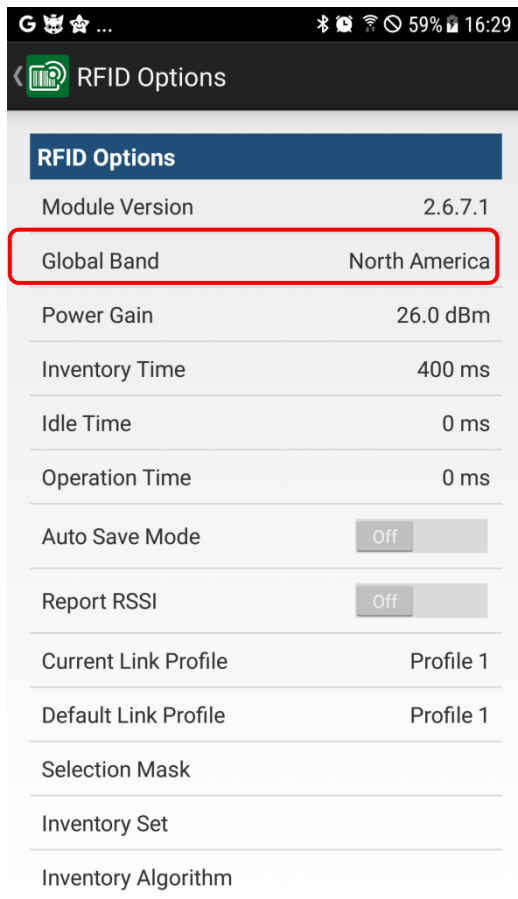 G ... 59% 16:29
RFID Options
RFID Options
Module Version 2.6.7.1
Global Band North America
Power Gain 26.0 dBm
Inventory Time 400 ms
Idle Time 0 ms
Operation Time 0 ms
Auto Save Mode Off
Report RSSI Off
Current Link Profile Profile 1
Default Link Profile Profile 1
Selection Mask
Inventory Set
Inventory Algorithm